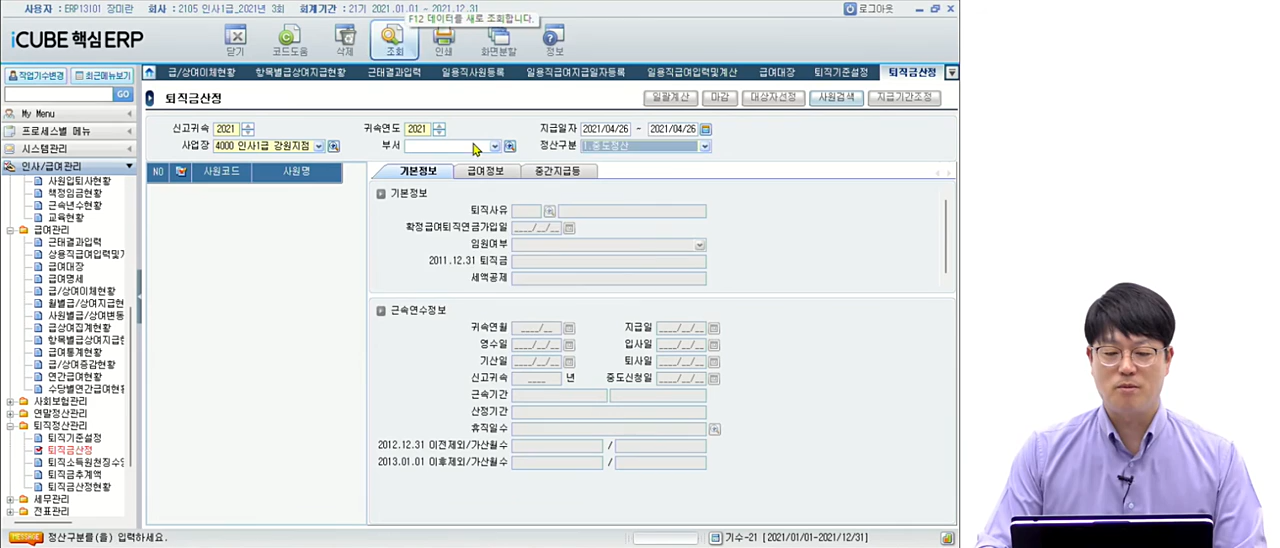 사용자 : ERP13I01 장미란 회사 : 2105 인사1급_2021년 3회 회계기간 : 21기 2021.01.01 ~ 2021.12.31 로그아웃
F12 데이터를 새로 조회합니다.
iCUBE 핵심ERP
닫기 코드도움 삭제 조회 인쇄 화면분할 정보
작업기수변경 최근메뉴보기
급/상여이체현황 항목별급상여지급현황 근태결과입력 일용직사원등록 일용직급여지급일자등록 일용직급여입력및계산 급여대장 퇴직기준설정 퇴직금산정
GO
퇴직금산정
일괄계산 마감 대상자선정 사원검색 지급기간조정
My Menu
프로세스별 메뉴
시스템관리
인사/급여관리
사원입퇴사현황
책정임금현황
근속년수현황
교육현황
급여관리
근태결과입력
상용직급여입력및
급여대장
급여명세
급/상여이체현황
월별급/상여지급현
사원별급/상여변동
급상여집계현황
항목별급상여지급
급여통계현황
급/상여증감현황
연간급여현황
수당별연간급여현
사회보험관리
연말정산관리
퇴직정산관리
퇴직기준설정
퇴직금산정
퇴직소득원천징수영
퇴직금추계액
퇴직금산정현황
세무관리
전표관리
신고귀속 2021 귀속연도 2021 지급일자 2021/04/26 ~ 2021/04/26
사업장 4000 인사1급 강원지점 부서 정산구분 1.중도정산
NO 사원코드 사원명
기본정보 급여정보 중간지급등
기본정보
퇴직사유
확정급여퇴직연금가입일 ____/__/__
임원여부
2011.12.31 퇴직금
세액공제
근속연수정보
귀속연월 ____/__ 지급일 ____/__/__
영수일 ____/__/__ 입사일 ____/__/__
기산일 ____/__/__ 퇴사일 ____/__/__
신고귀속 ____ 년 중도신청일 ____/__/__
근속기간
산정기간
휴직일수
2012.12.31 이전제외/가산월수 /
2013.01.01 이후제외/가산월수 /
MESSAGE 정산구분를(을) 입력하세요. 기수-21 [2021/01/01-2021/12/31]